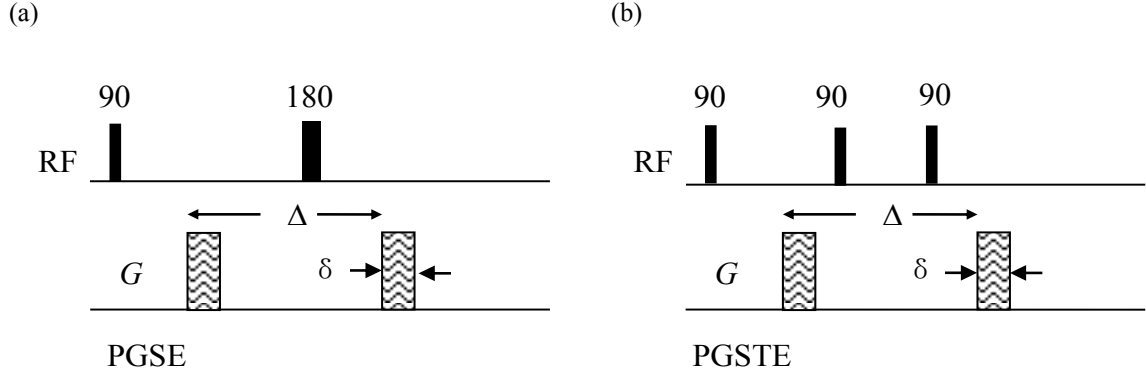 (a)
90 180
RF
Δ
G δ
PGSE
(b)
90 90 90
RF
Δ
G δ
PGSTE